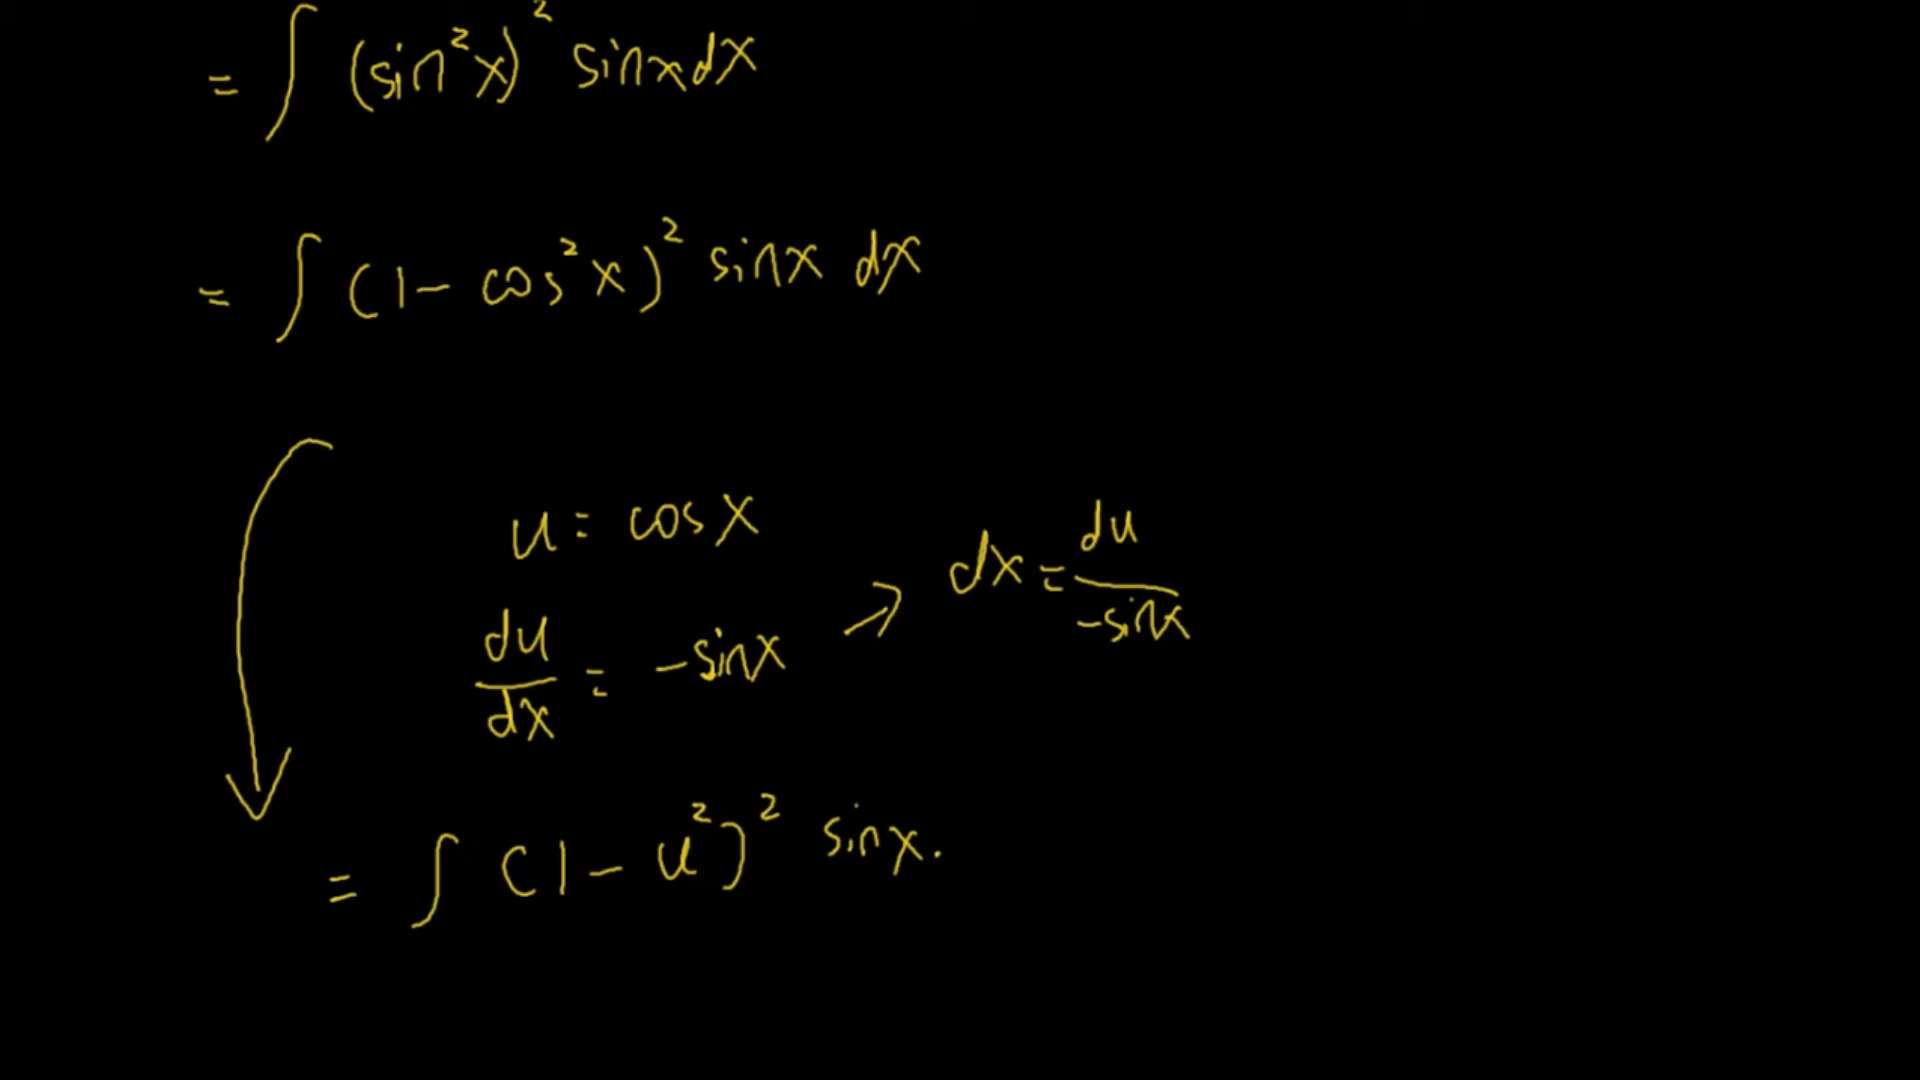 = ∫ (sin²x)² sinx dx
= ∫ (1 - cos²x)² sinx dx
u = cosx
du/dx = -sinx → dx = du/-sinx
= ∫ (1 - u²)² sinx.